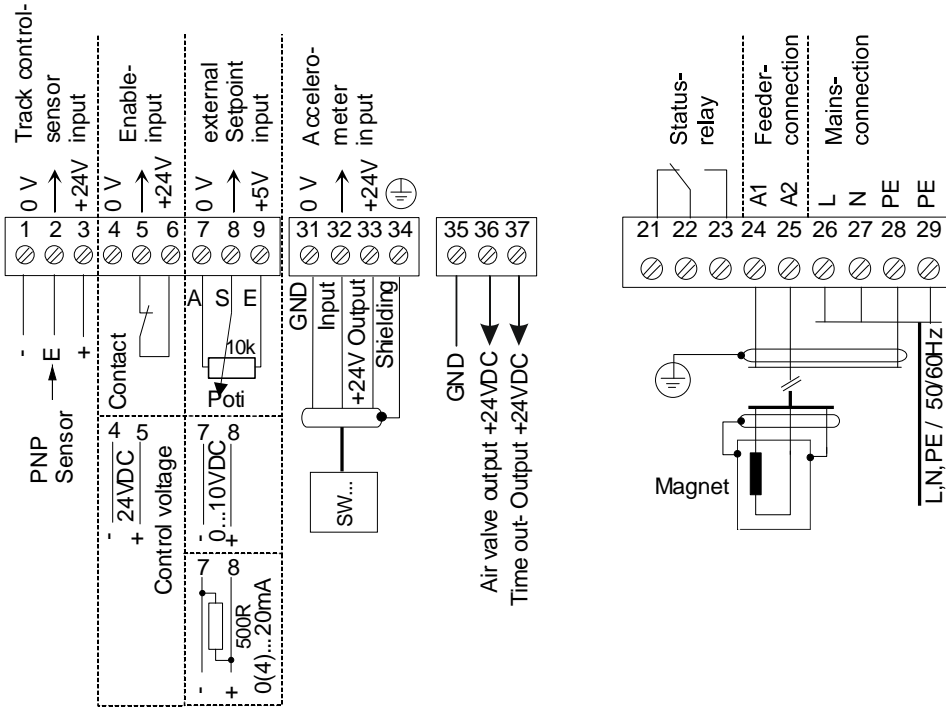 Track control-
sensor
input
Enable-
input
external
Setpoint
input
Accelero-
meter
input
Status-
relay
Feeder-
connection
Mains-
connection
0 V
+24V
0 V
+24V
0 V
+5V
0 V
+24V
A1
A2
L
N
PE
PE
1 2 3 4 5 6 7 8 9
31 32 33 34
35 36 37
21 22 23 24 25 26 27 28 29
-
E
+
PNP
Sensor
Contact
A S E
10k
Poti
GND
Input
+24V Output
Shielding
SW...
GND
Air valve output +24VDC
Time out- Output +24VDC
Magnet
L,N,PE / 50/60Hz
4 5
- 24VDC
+
Control voltage
7 8
- 0...10VDC
+
7 8
500R
- +
0(4)...20mA